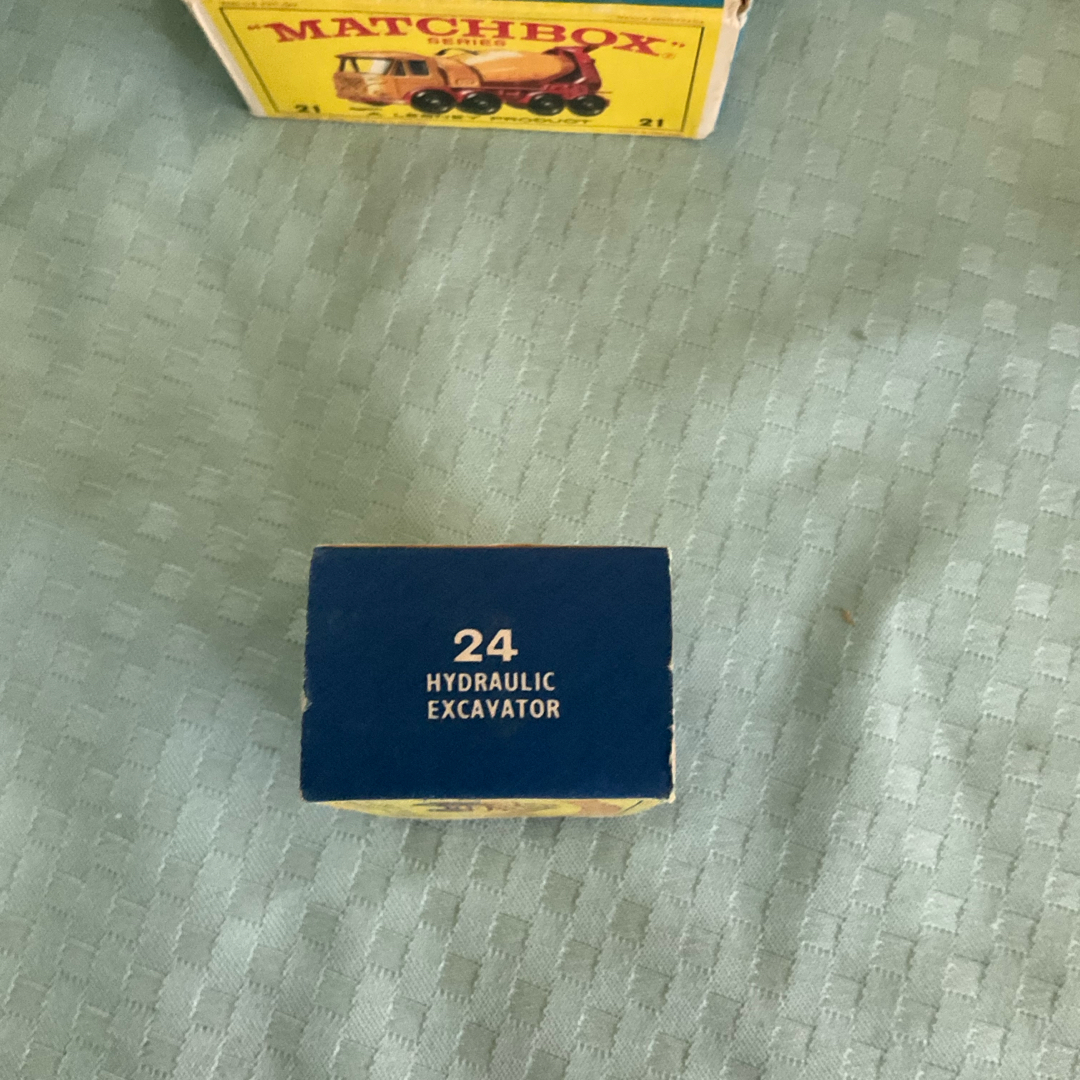 "MATCHBOX"®
SERIES
21 21
A LESNEY PRODUCT
24
HYDRAULIC
EXCAVATOR